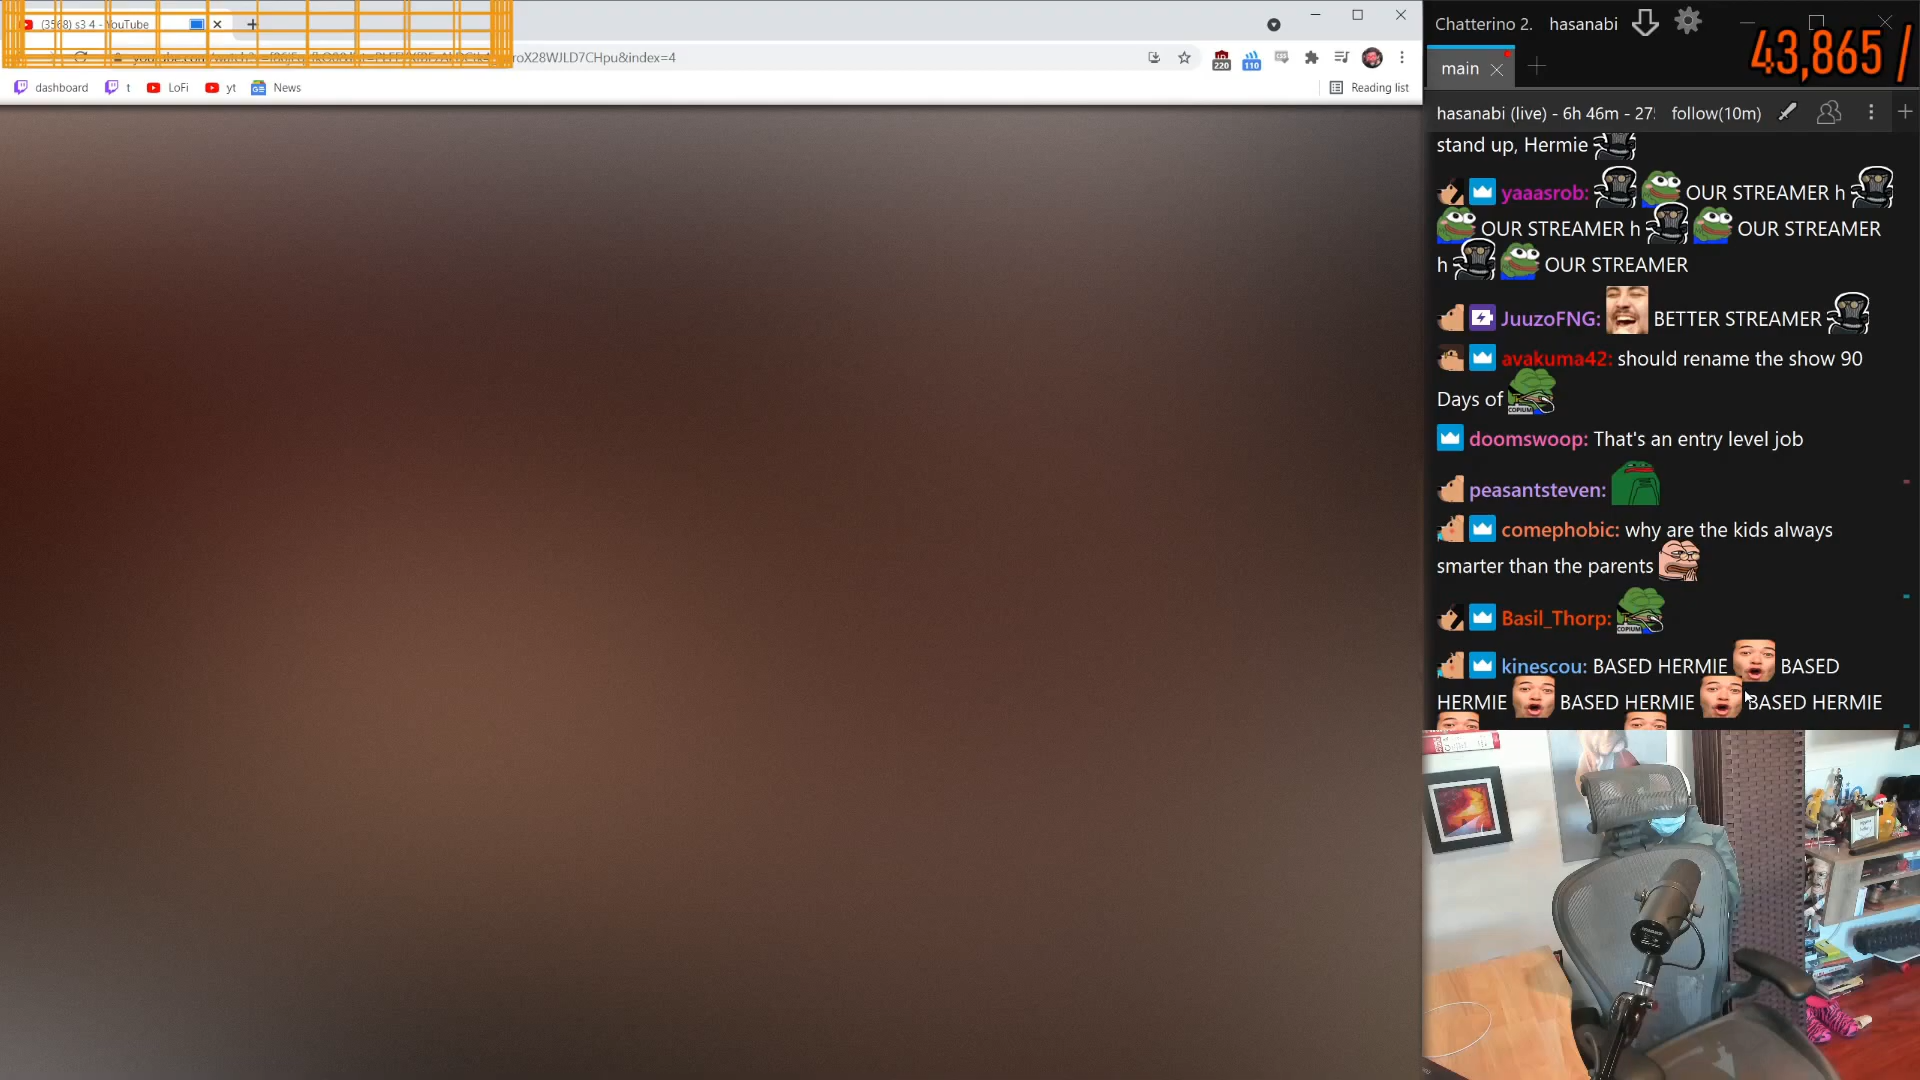 (3568) s3 4 - YouTube
roX28WJLD7CHpu&index=4
220
110
dashboard
t
LoFi
yt
News
Reading list
Chatterino 2.
hasanabi
43,865 /
main
hasanabi (live) - 6h 46m - 27
follow(10m)
stand up, Hermie
yaaasrob: OUR STREAMER h
OUR STREAMER h OUR STREAMER
h OUR STREAMER
JuuzoFNG: BETTER STREAMER
avakuma42: should rename the show 90
Days of COPIUM
doomswoop: That's an entry level job
peasantsteven:
comephobic: why are the kids always
smarter than the parents
Basil_Thorp: COPIUM
kinescou: BASED HERMIE BASED
HERMIE BASED HERMIE BASED HERMIE